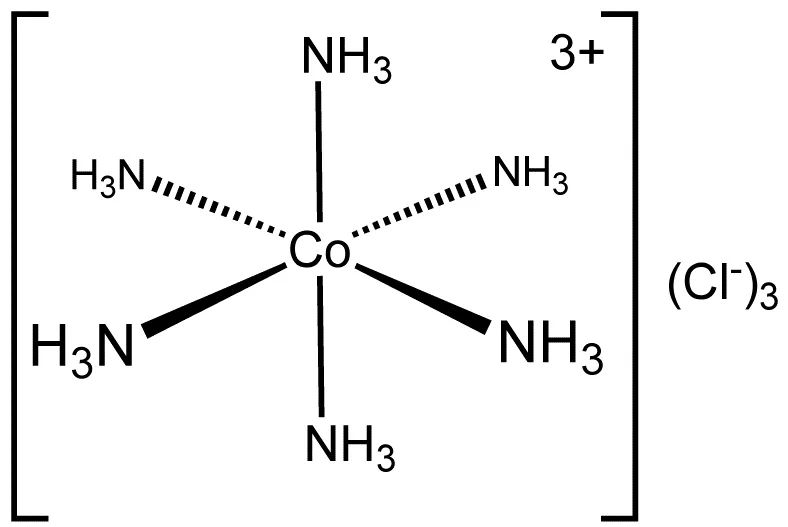 NH₃ 3+
H₃N NH₃
Co
(Cl⁻)₃
H₃N NH₃
NH₃